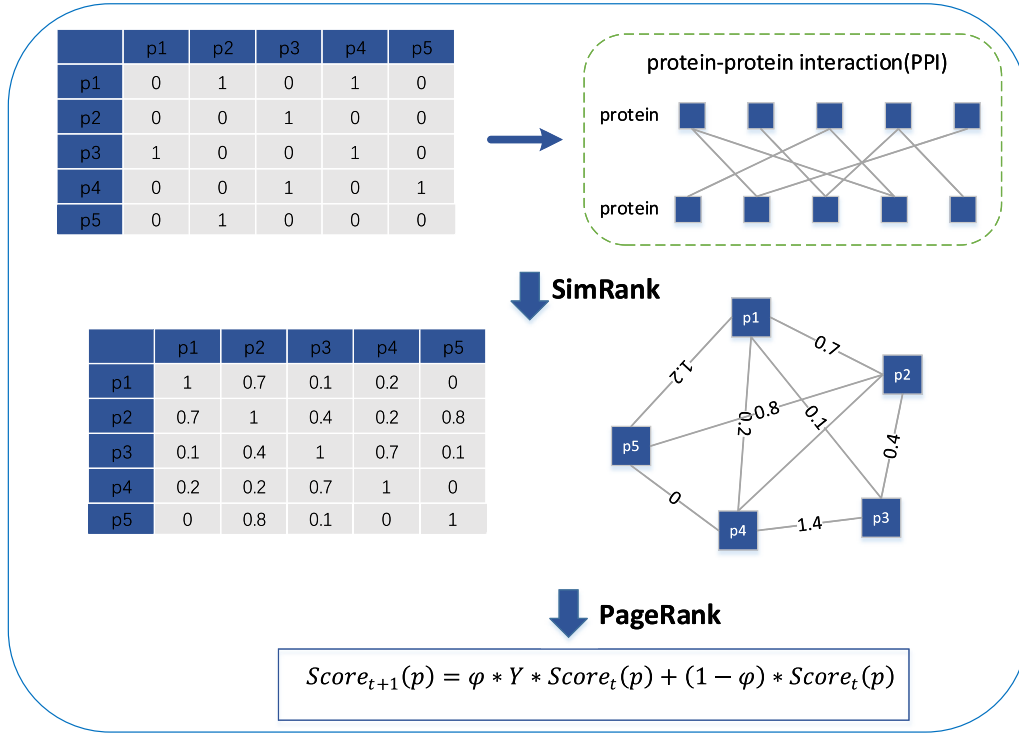 p1 p2 p3 p4 p5
p1 0 1 0 1 0
p2 0 0 1 0 0
p3 1 0 0 1 0
p4 0 0 1 0 1
p5 0 1 0 0 0
protein-protein interaction(PPI)
protein
protein
SimRank
p1 p2 p3 p4 p5
p1 1 0.7 0.1 0.2 0
p2 0.7 1 0.4 0.2 0.8
p3 0.1 0.4 1 0.7 0.1
p4 0.2 0.2 0.7 1 0
p5 0 0.8 0.1 0 1
p1
0.7
1.2
p2
0.8
0.2
0.1
0.4
p5
0
p4
1.4
p3
PageRank
Score_{t+1}(p) = φ * Y * Score_t(p) + (1 − φ) * Score_t(p)